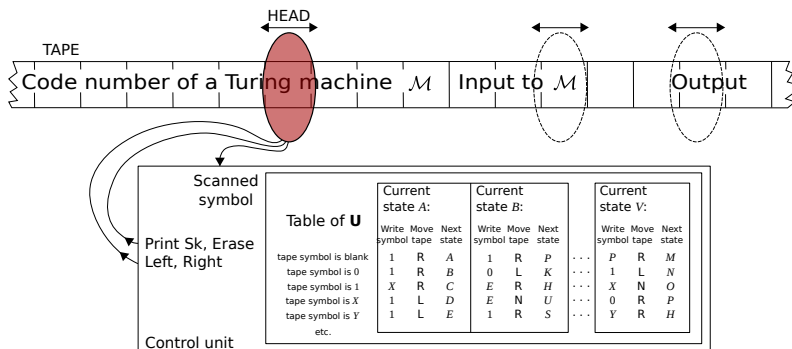 HEAD
TAPE
Code number of a Turing machine ℳ Input to ℳ Output
Scanned
symbol
Print Sk, Erase
Left, Right
Control unit
Table of U
Current
state A:
Current
state B:
Current
state V:
Write
symbol
Move
tape
Next
state
Write
symbol
Move
tape
Next
state
Write
symbol
Move
tape
Next
state
tape symbol is blank 1 R A 1 R P · · · P R M
tape symbol is 0 1 R B 0 L K · · · 1 L N
tape symbol is 1 X R C E R H · · · X N O
tape symbol is X 1 L D E N U · · · 0 R P
tape symbol is Y 1 L E 1 R S · · · Y R H
etc.